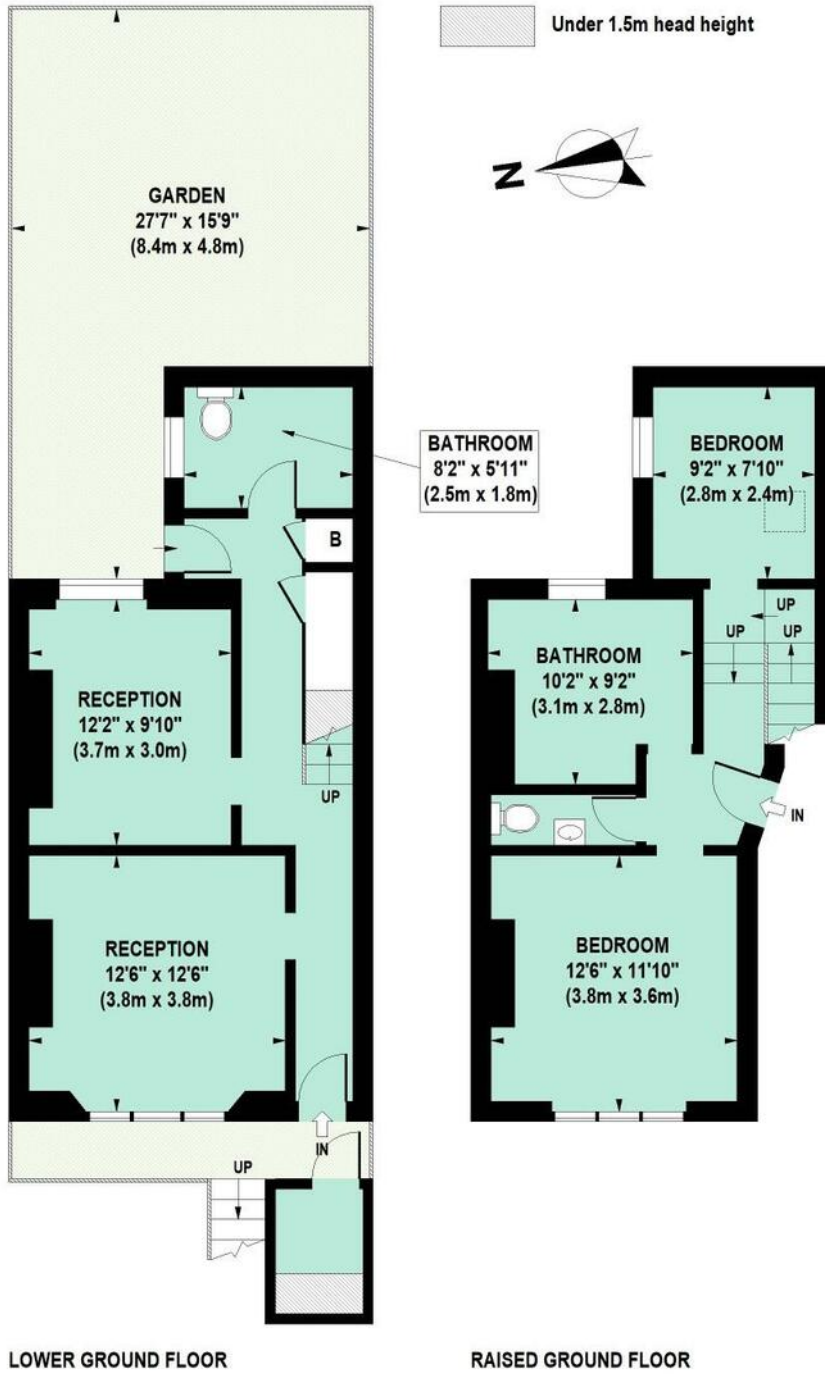 Under 1.5m head height
N
GARDEN
27'7" x 15'9"
(8.4m x 4.8m)
BATHROOM
8'2" x 5'11"
(2.5m x 1.8m)
B
RECEPTION
12'2" x 9'10"
(3.7m x 3.0m)
UP
RECEPTION
12'6" x 12'6"
(3.8m x 3.8m)
IN
UP
LOWER GROUND FLOOR
BEDROOM
9'2" x 7'10"
(2.8m x 2.4m)
UP
UP
UP
BATHROOM
10'2" x 9'2"
(3.1m x 2.8m)
IN
BEDROOM
12'6" x 11'10"
(3.8m x 3.6m)
RAISED GROUND FLOOR